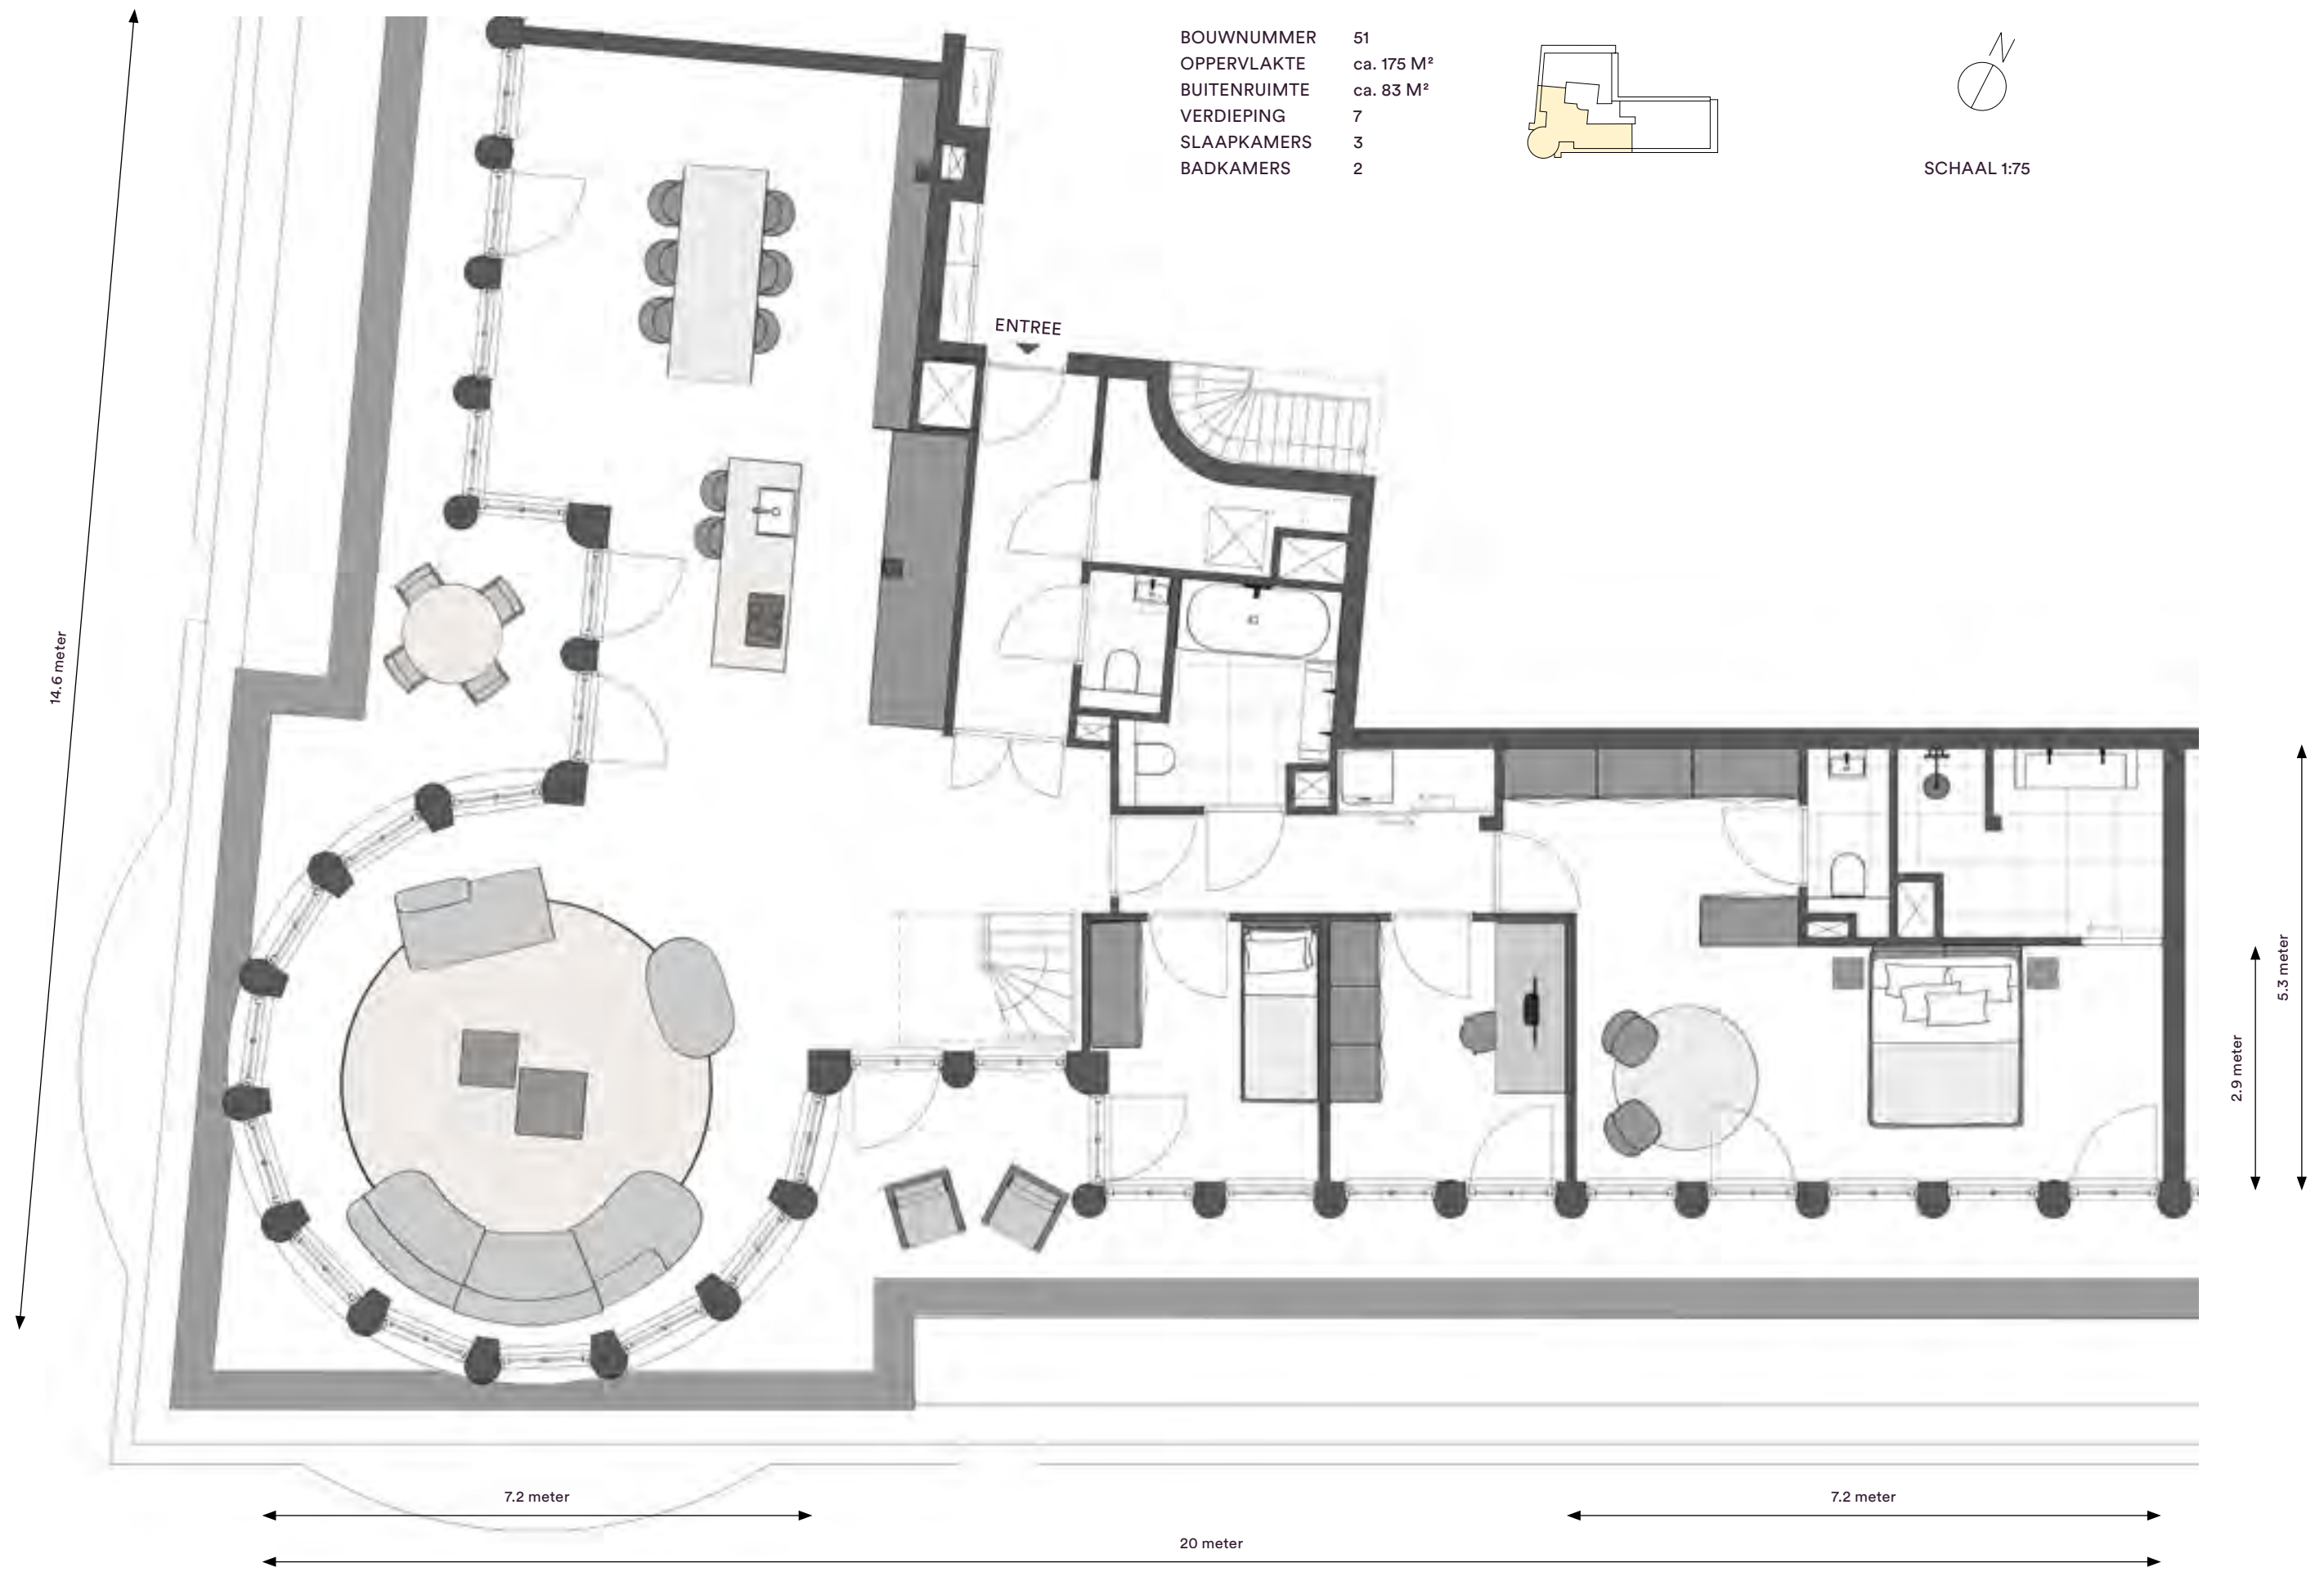 BOUWNUMMER 51
OPPERVLAKTE ca. 175 M²
BUITENRUIMTE ca. 83 M²
VERDIEPING 7
SLAAPKAMERS 3
BADKAMERS 2
N
SCHAAL 1:75
ENTREE
14.6 meter
5.3 meter
2.9 meter
7.2 meter
7.2 meter
20 meter